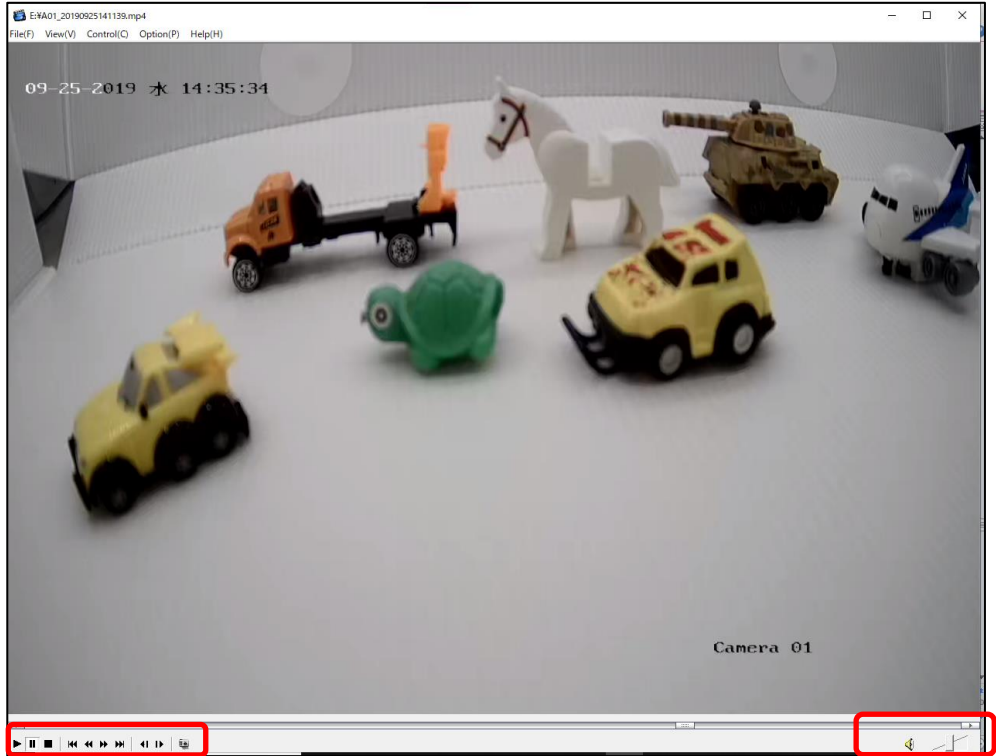 E:¥A01_20190925141139.mp4
File(F) View(V) Control(C) Option(P) Help(H)
09-25-2019 水 14:35:34
Camera 01